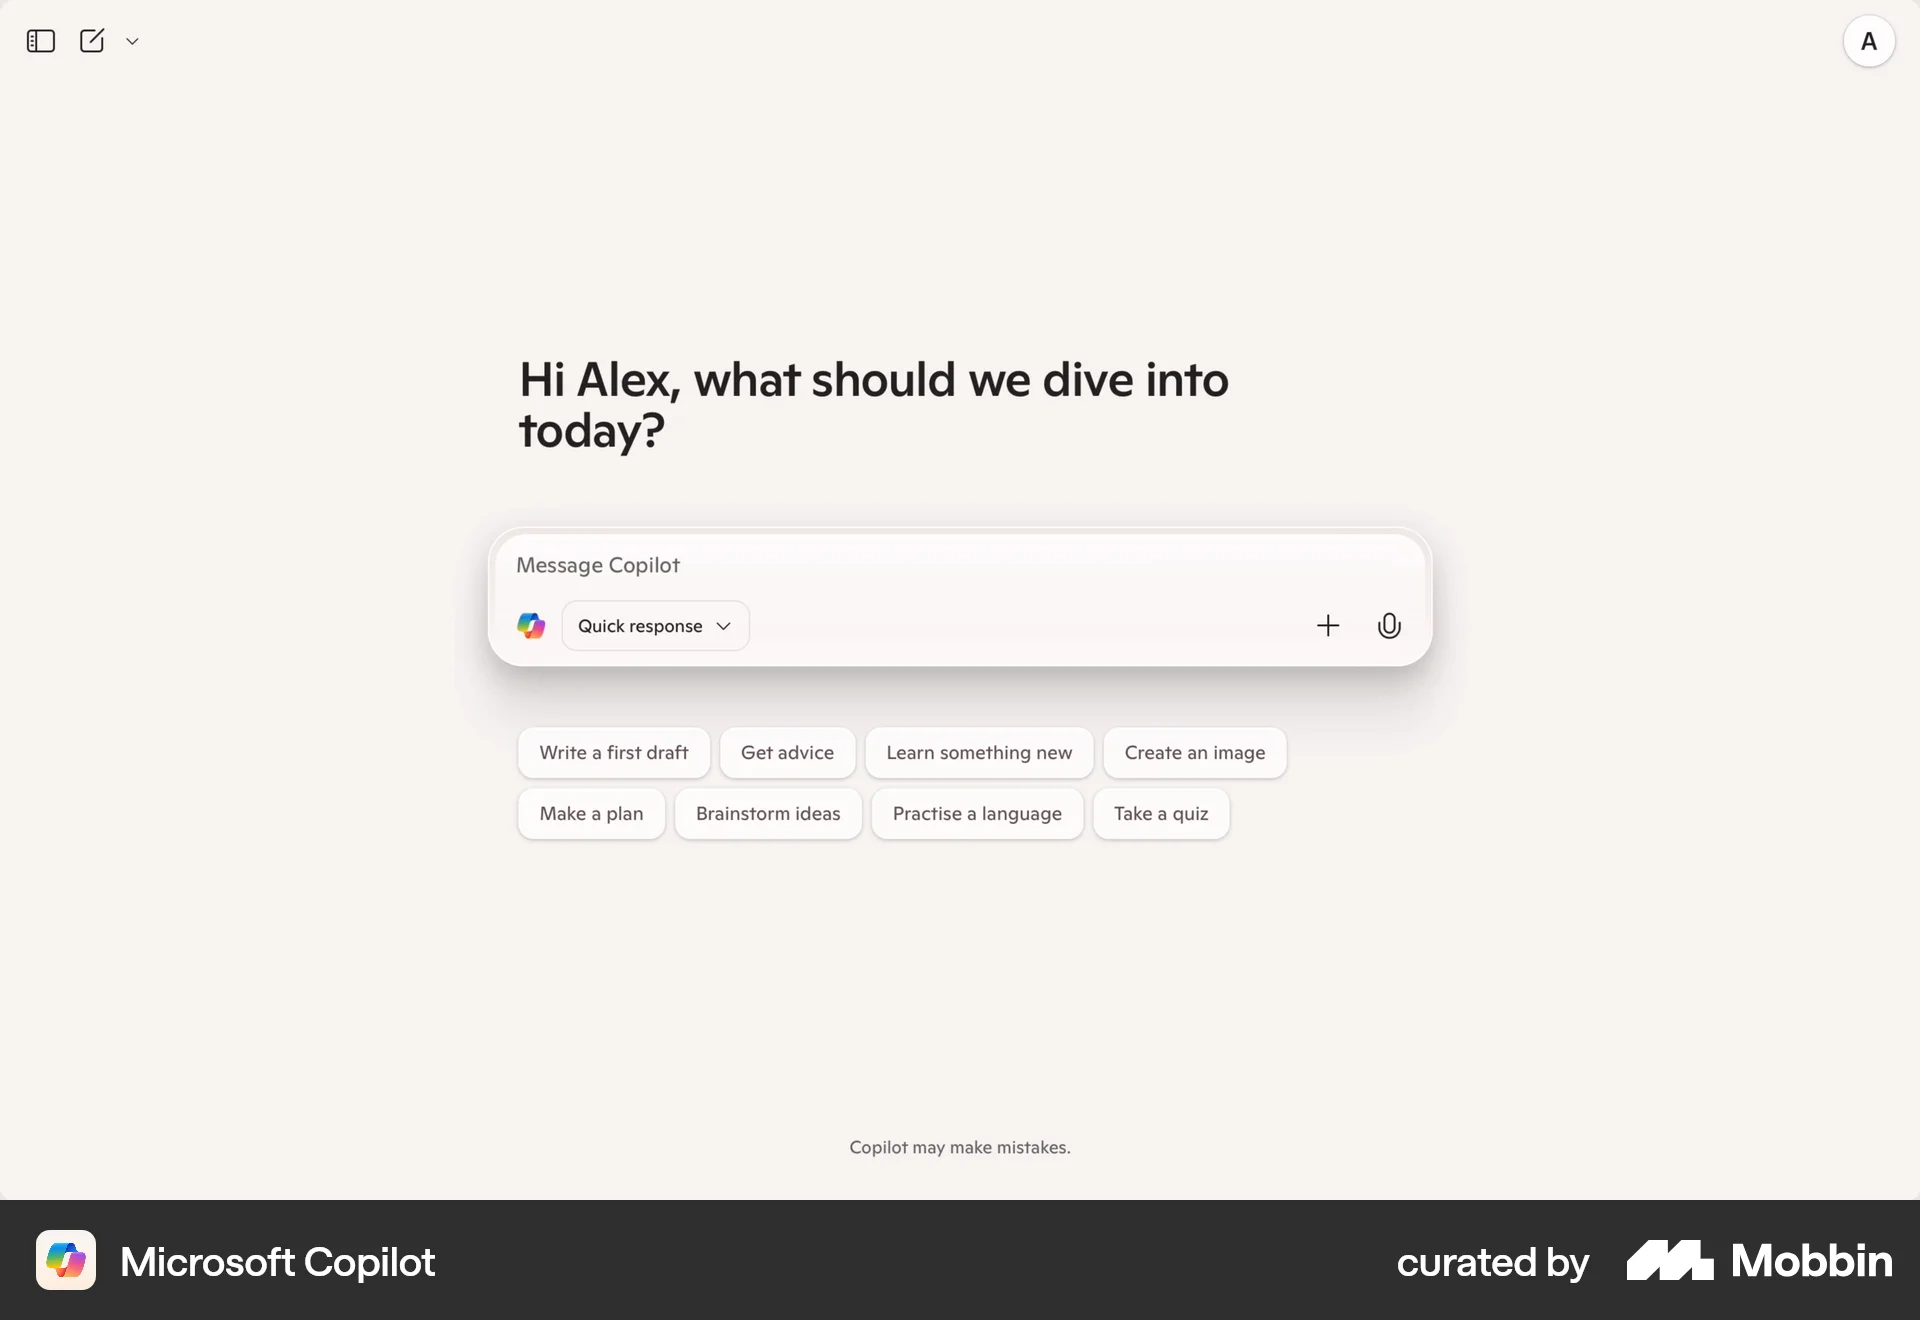 A
Hi Alex, what should we dive into
today?
Message Copilot
Quick response
Write a first draft
Get advice
Learn something new
Create an image
Make a plan
Brainstorm ideas
Practise a language
Take a quiz
Copilot may make mistakes.
Microsoft Copilot
curated by Mobbin